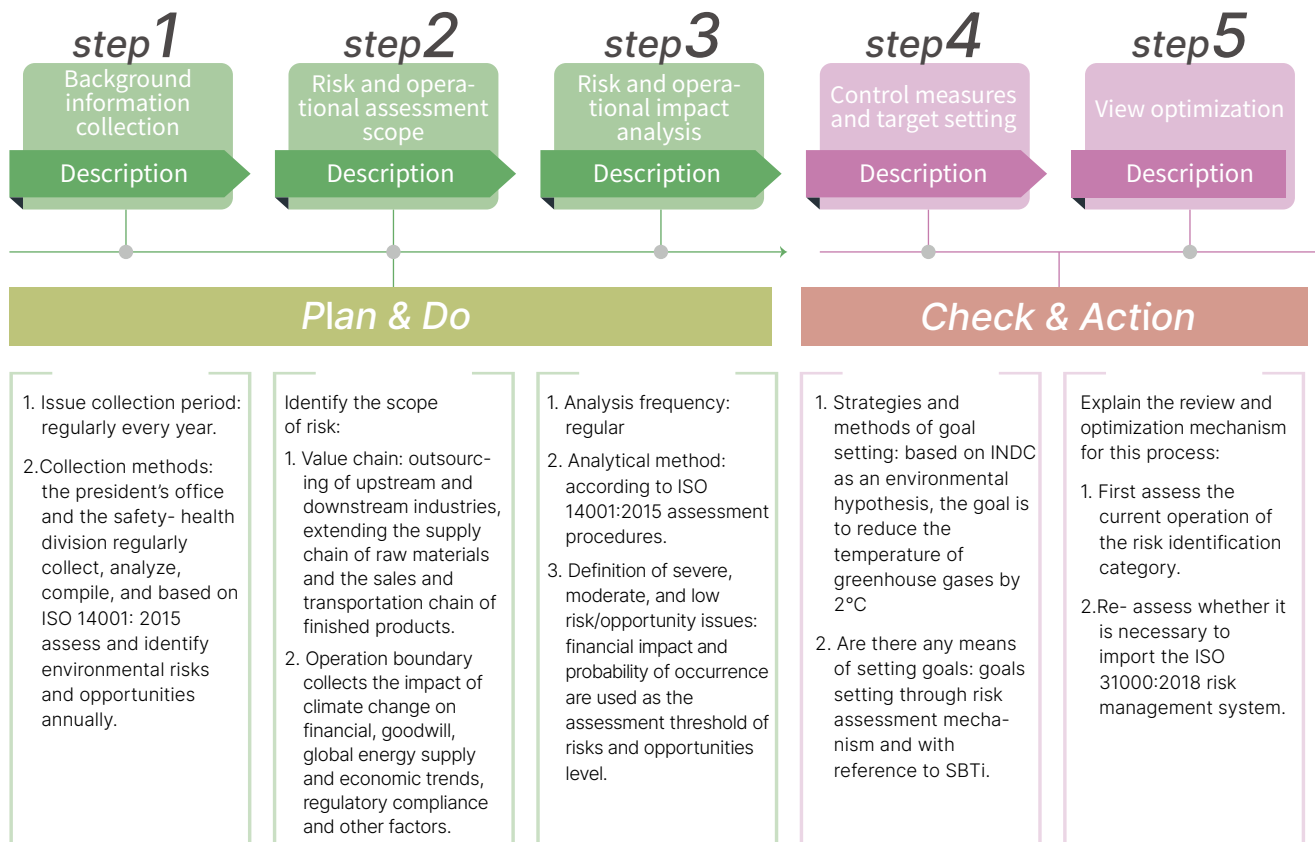 step1
Background
information
collection
Description
step2
Risk and opera-
tional assessment
scope
Description
step3
Risk and opera-
tional impact
analysis
Description
step4
Control measures
and target setting
Description
step5
View optimization
Description
Plan & Do
Check & Action
1. Issue collection period:
regularly every year.
2.Collection methods:
the president's office
and the safety- health
division regularly
collect, analyze,
compile, and based on
ISO 14001: 2015
assess and identify
environmental risks
and opportunities
annually.
Identify the scope
of risk:
1. Value chain: outsourc-
ing of upstream and
downstream industries,
extending the supply
chain of raw materials
and the sales and
transportation chain of
finished products.
2. Operation boundary
collects the impact of
climate change on
financial, goodwill,
global energy supply
and economic trends,
regulatory compliance
and other factors.
1. Analysis frequency:
regular
2. Analytical method:
according to ISO
14001:2015 assessment
procedures.
3. Definition of severe,
moderate, and low
risk/opportunity issues:
financial impact and
probability of occurrence
are used as the
assessment threshold of
risks and opportunities
level.
1. Strategies and
methods of goal
setting: based on INDC
as an environmental
hypothesis, the goal is
to reduce the
temperature of
greenhouse gases by
2°C
2. Are there any means
of setting goals: goals
setting through risk
assessment mecha-
nism and with
reference to SBTi.
Explain the review and
optimization mechanism
for this process:
1. First assess the
current operation of
the risk identification
category.
2.Re- assess whether it
is necessary to
import the ISO
31000:2018 risk
management system.